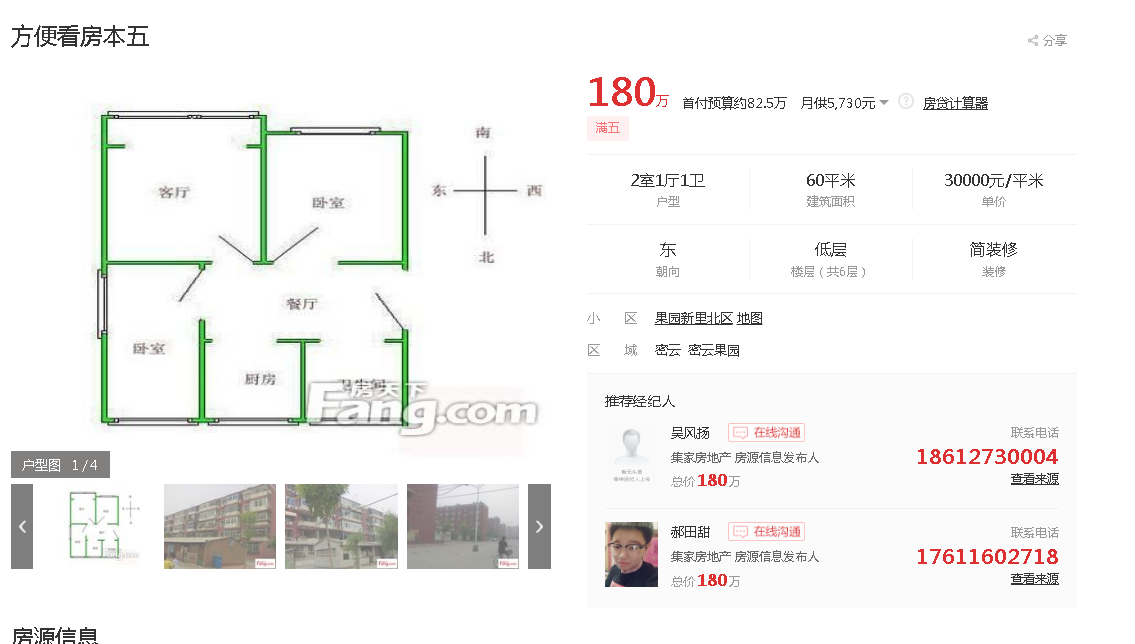 方便看房本五
分享
南
东 西
北
客厅
卧室
餐厅
卧室
厨房
卫生间
房天下
Fang.com
户型图 1/4
180万 首付预算约82.5万 月供5,730元 ? 房贷计算器
满五
2室1厅1卫 60平米 30000元/平米
户型 建筑面积 单价
东 低层 简装修
朝向 楼层（共6层） 装修
小 区 果园新里北区 地图
区 域 密云 密云果园
推荐经纪人
吴风扬 在线沟通 联系电话
集家房地产 房源信息发布人 18612730004
总价180万 查看来源
郝田甜 在线沟通 联系电话
集家房地产 房源信息发布人 17611602718
总价180万 查看来源
房源信息